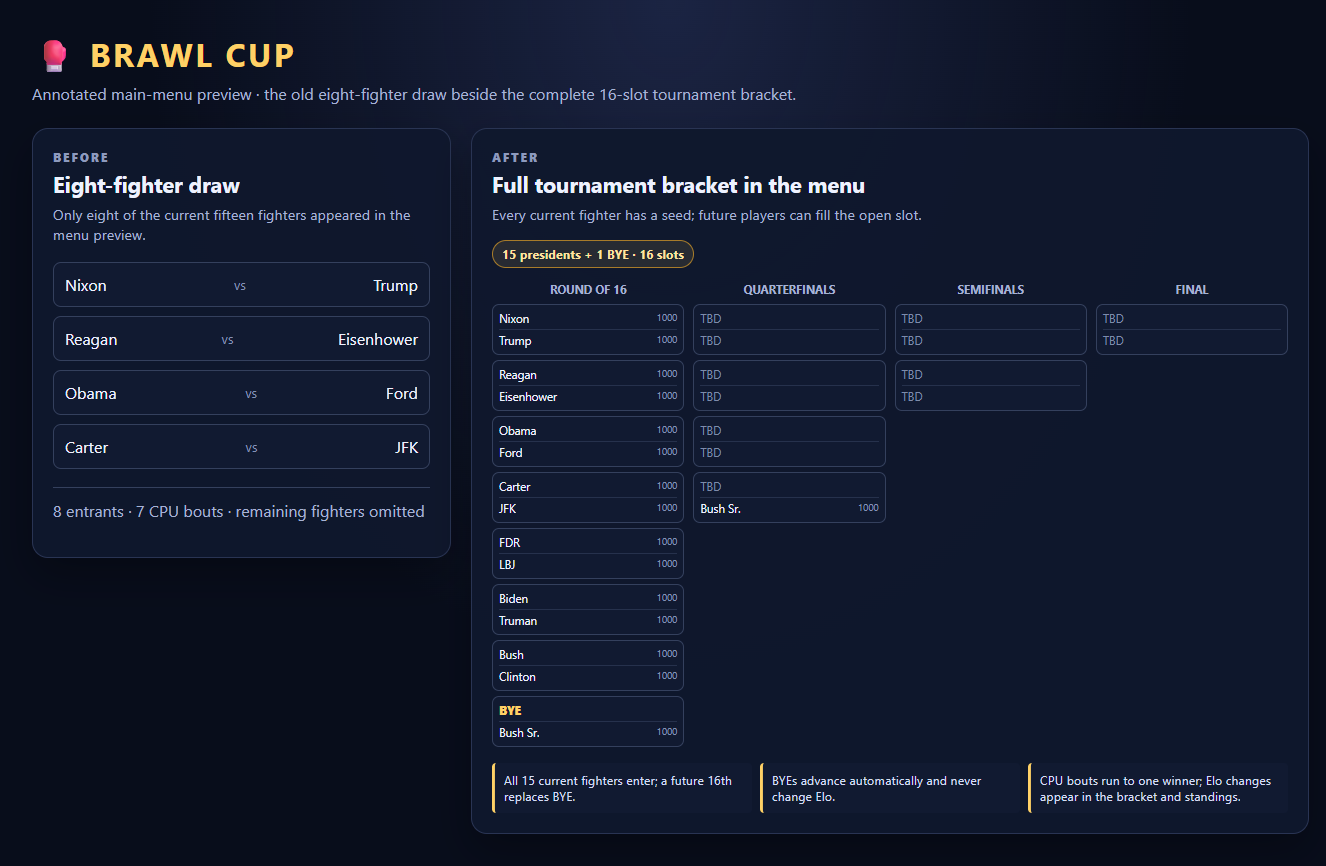 BRAWL CUP
Annotated main-menu preview · the old eight-fighter draw beside the complete 16-slot tournament bracket.
BEFORE
Eight-fighter draw
Only eight of the current fifteen fighters appeared in the
menu preview.
Nixon vs Trump
Reagan vs Eisenhower
Obama vs Ford
Carter vs JFK
8 entrants · 7 CPU bouts · remaining fighters omitted
AFTER
Full tournament bracket in the menu
Every current fighter has a seed; future players can fill the open slot.
15 presidents + 1 BYE · 16 slots
ROUND OF 16
Nixon 1000
Trump 1000
Reagan 1000
Eisenhower 1000
Obama 1000
Ford 1000
Carter 1000
JFK 1000
FDR 1000
LBJ 1000
Biden 1000
Truman 1000
Bush 1000
Clinton 1000
BYE
Bush Sr. 1000
QUARTERFINALS
TBD
TBD
TBD
TBD
TBD
TBD
TBD
Bush Sr. 1000
SEMIFINALS
TBD
TBD
TBD
TBD
FINAL
TBD
TBD
All 15 current fighters enter; a future 16th
replaces BYE.
BYEs advance automatically and never
change Elo.
CPU bouts run to one winner; Elo changes
appear in the bracket and standings.